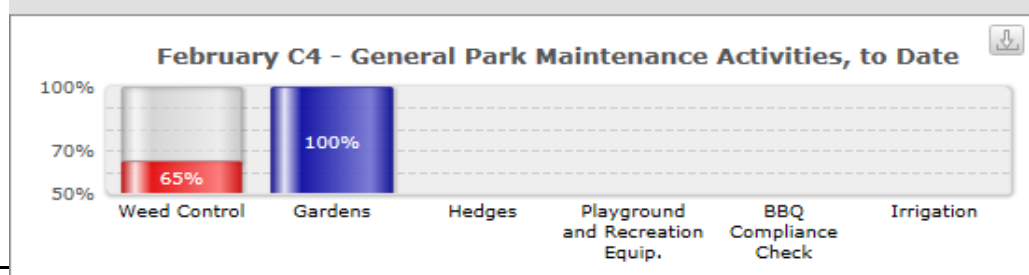 February C4 - General Park Maintenance Activities, to Date
100%
70%
50%
100%
65%
Weed Control
Gardens
Hedges
Playground
and Recreation
Equip.
BBQ
Compliance
Check
Irrigation